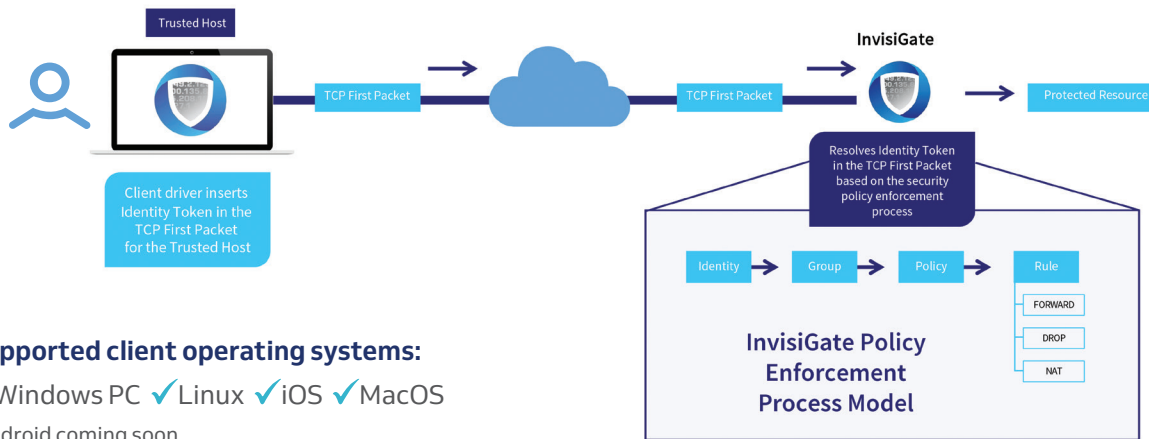 Trusted Host
InvisiGate
TCP First Packet
TCP First Packet
Protected Resource
Client driver inserts
Identity Token in the
TCP First Packet
for the Trusted Host
Resolves Identity Token
in the TCP First Packet
based on the security
policy enforcement
process
Identity
Group
Policy
Rule
FORWARD
DROP
NAT
InvisiGate Policy
Enforcement
Process Model
pported client operating systems:
Windows PC ✓Linux ✓iOS ✓MacOS
droid coming soon